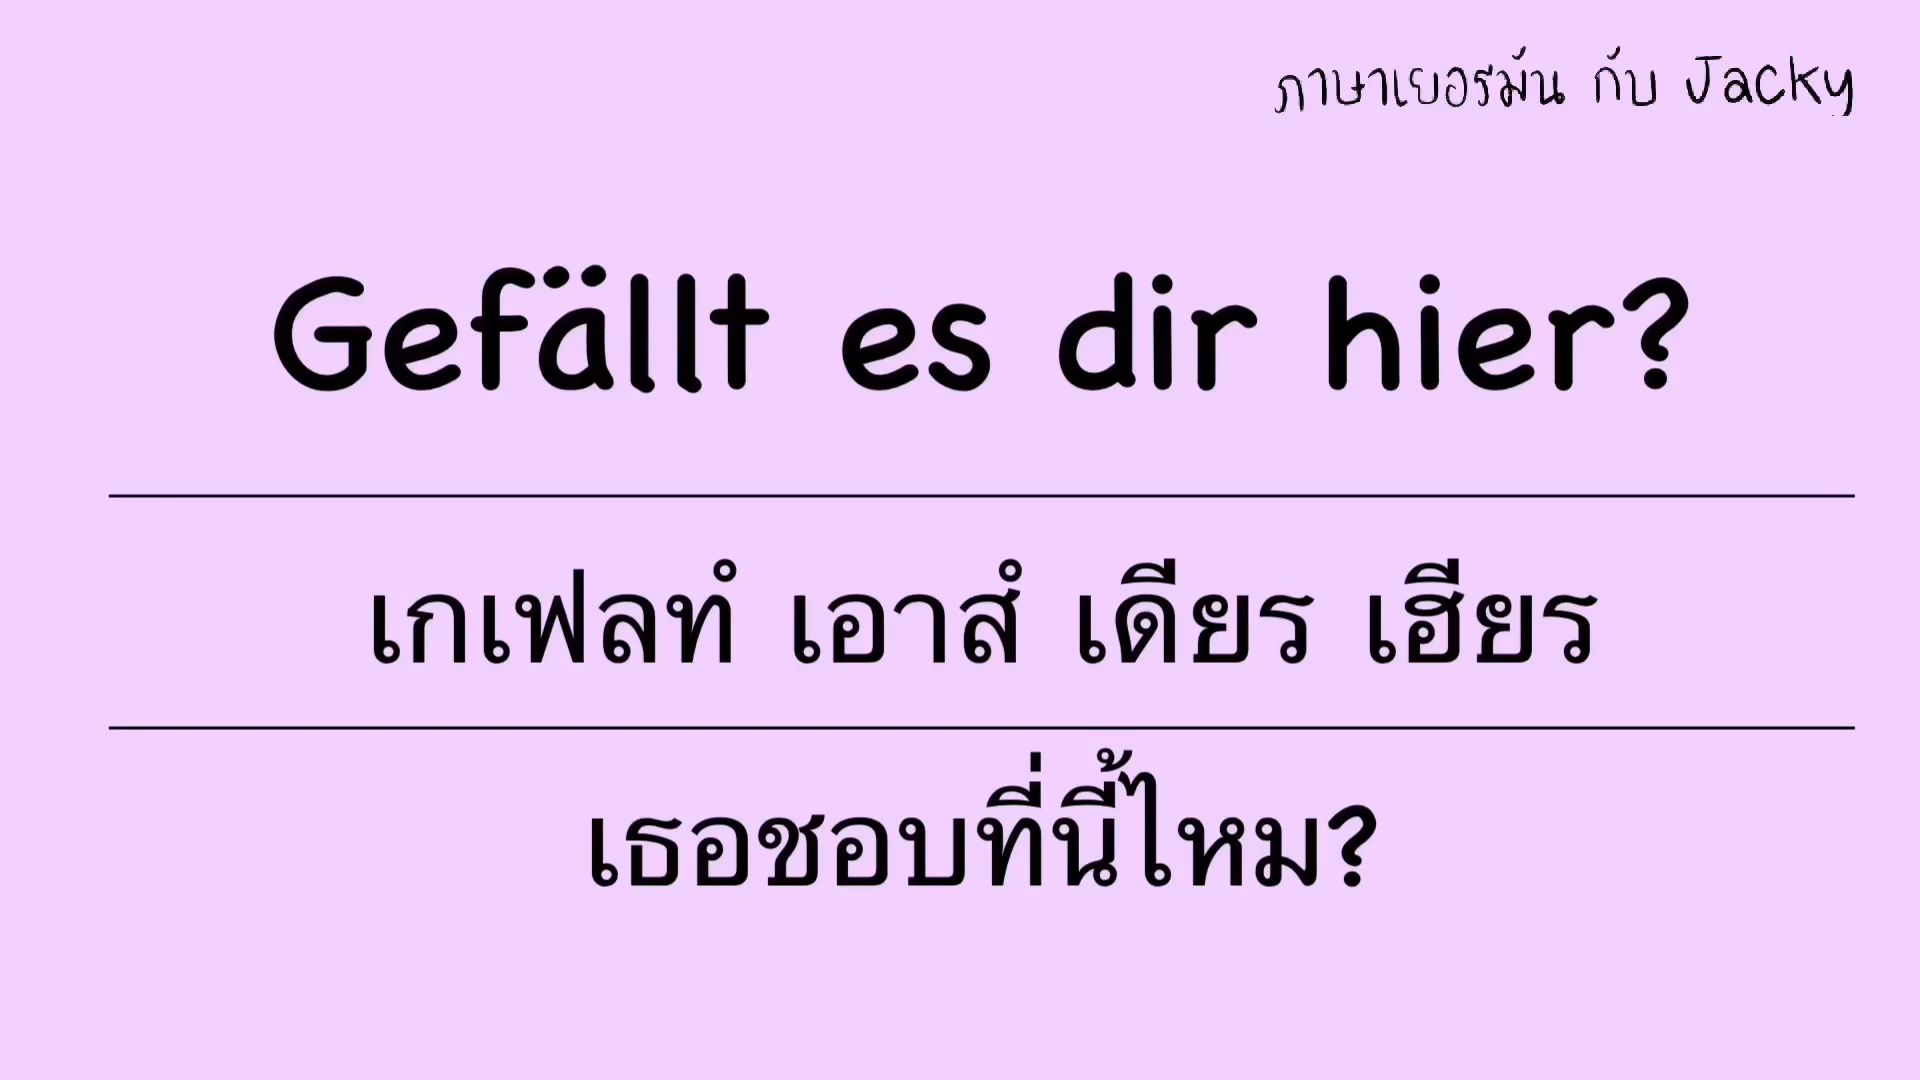 ภาษาเยอรมัน กับ Jacky
Gefällt es dir hier?
เกเฟลทํ เอาสํ เดียร เฮียร
เธอชอบที่นี้ไหม?